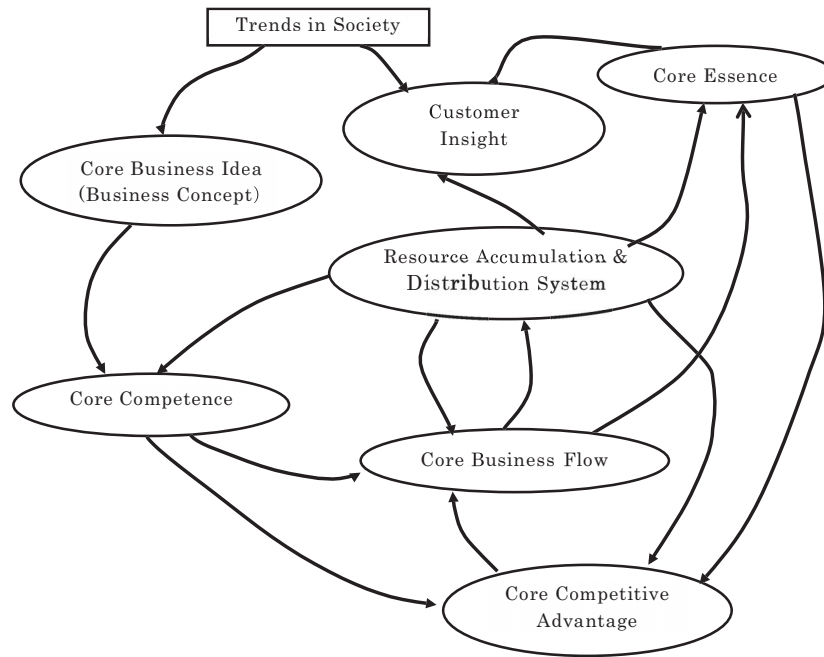 Trends in Society
Core Essence
Customer
Insight
Core Business Idea
(Business Concept)
Resource Accumulation &
Distribution System
Core Competence
Core Business Flow
Core Competitive
Advantage